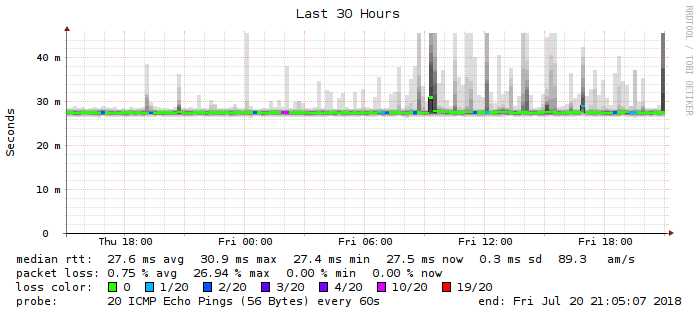 Last 30 Hours
RRDTOOL / TOBI OETIKER
Seconds
40 m
30 m
20 m
10 m
0
Thu 18:00 Fri 00:00 Fri 06:00 Fri 12:00 Fri 18:00
median rtt: 27.6 ms avg 30.9 ms max 27.4 ms min 27.5 ms now 0.3 ms sd 89.3 am/s
packet loss: 0.75 % avg 26.94 % max 0.00 % min 0.00 % now
loss color: 0 1/20 2/20 3/20 4/20 10/20 19/20
probe: 20 ICMP Echo Pings (56 Bytes) every 60s end: Fri Jul 20 21:05:07 2018